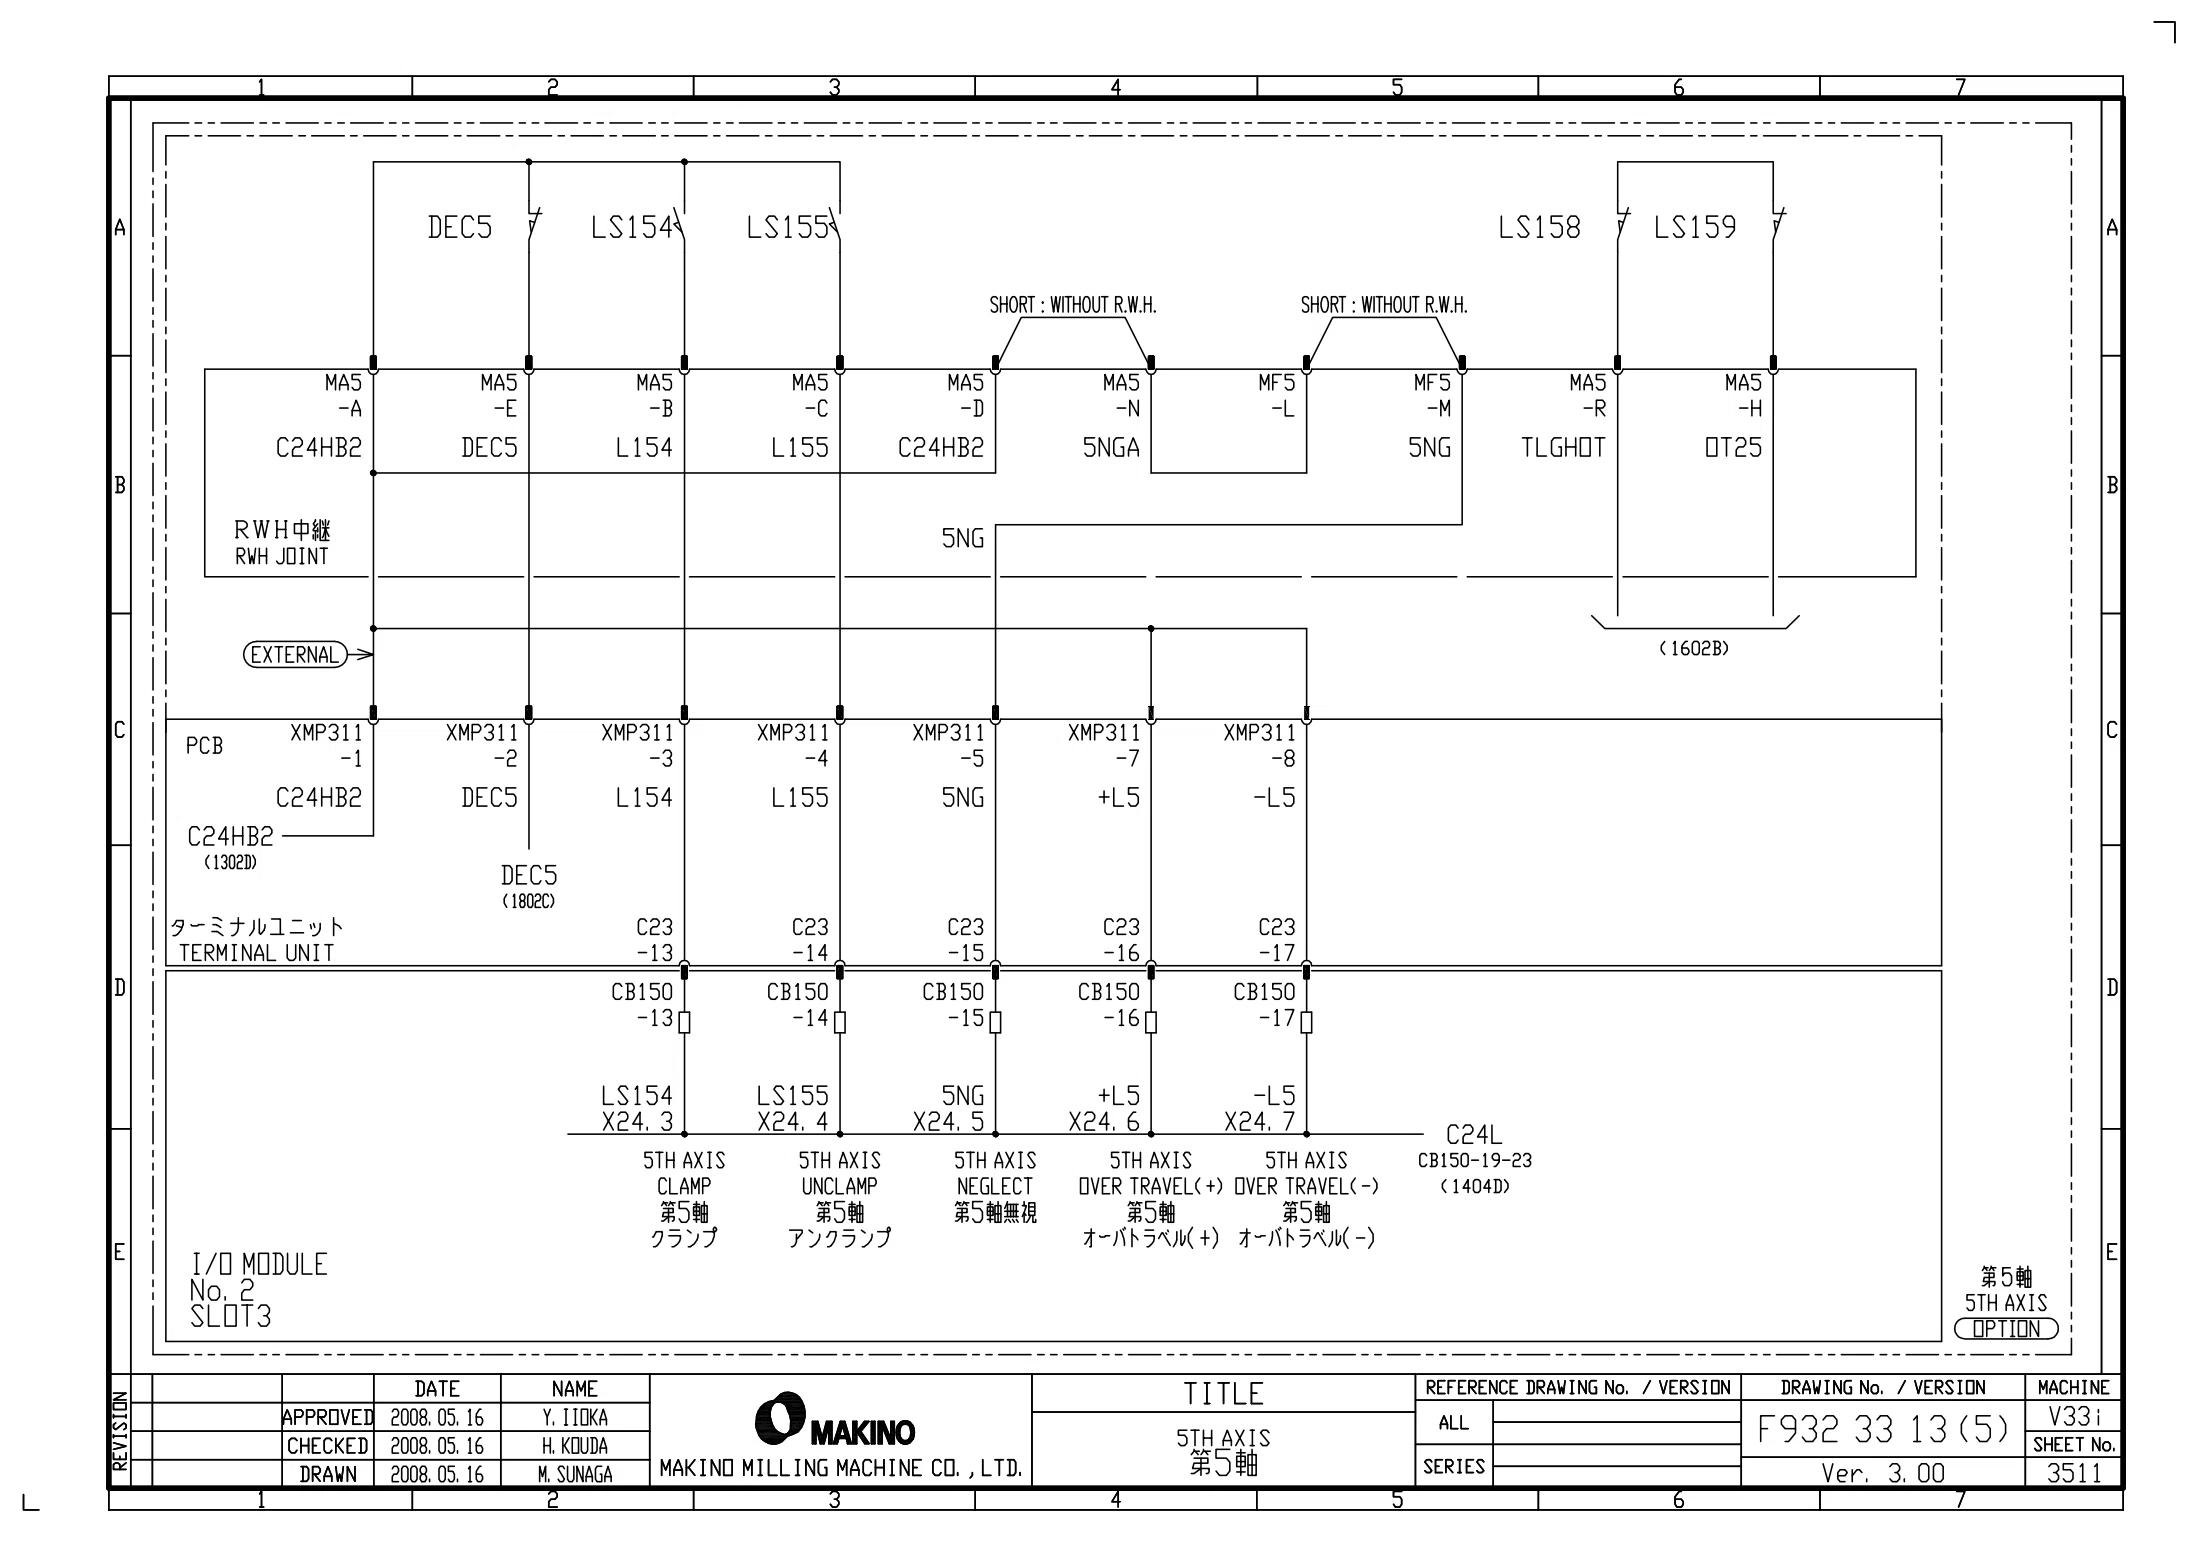 1 2 3 4 5 6 7
A A
DEC5 LS154 LS155 LS158 LS159
SHORT : WITHOUT R.W.H. SHORT : WITHOUT R.W.H.
MA5 MA5 MA5 MA5 MA5 MA5 MF5 MF5 MA5 MA5
-A -E -B -C -D -N -L -M -R -H
C24HB2 DEC5 L154 L155 C24HB2 5NGA 5NG TLGHOT OT25
B B
RWH中継
RWH JOINT
5NG
EXTERNAL
(1602B)
C C
PCB
XMP311 XMP311 XMP311 XMP311 XMP311 XMP311 XMP311
-1 -2 -3 -4 -5 -7 -8
C24HB2 DEC5 L154 L155 5NG +L5 -L5
C24HB2
(1302D)
DEC5
(1802C)
ターミナルユニット
TERMINAL UNIT
C23 C23 C23 C23 C23
-13 -14 -15 -16 -17
D D
CB150 CB150 CB150 CB150 CB150
-13 -14 -15 -16 -17
LS154 LS155 5NG +L5 -L5
X24.3 X24.4 X24.5 X24.6 X24.7
C24L
CB150-19-23
(1404D)
5TH AXIS 5TH AXIS 5TH AXIS 5TH AXIS 5TH AXIS
CLAMP UNCLAMP NEGLECT OVER TRAVEL(+) OVER TRAVEL(-)
第5軸 第5軸 第5軸無視 第5軸 第5軸
クランプ アンクランプ オーバトラベル(+) オーバトラベル(-)
E E
I/O MODULE
No. 2
SLOT3
第5軸
5TH AXIS
OPTION
REVISION
DATE NAME
APPROVED 2008.05.16 Y. IIOKA
CHECKED 2008.05.16 H. KOUDA
DRAWN 2008.05.16 M. SUNAGA
MAKINO
MAKINO MILLING MACHINE CO.,LTD.
TITLE
5TH AXIS
第5軸
REFERENCE DRAWING No. / VERSION
ALL
SERIES
DRAWING No. / VERSION
F932 33 13(5)
Ver. 3.00
MACHINE
V33i
SHEET No.
3511
1 2 3 4 5 6 7